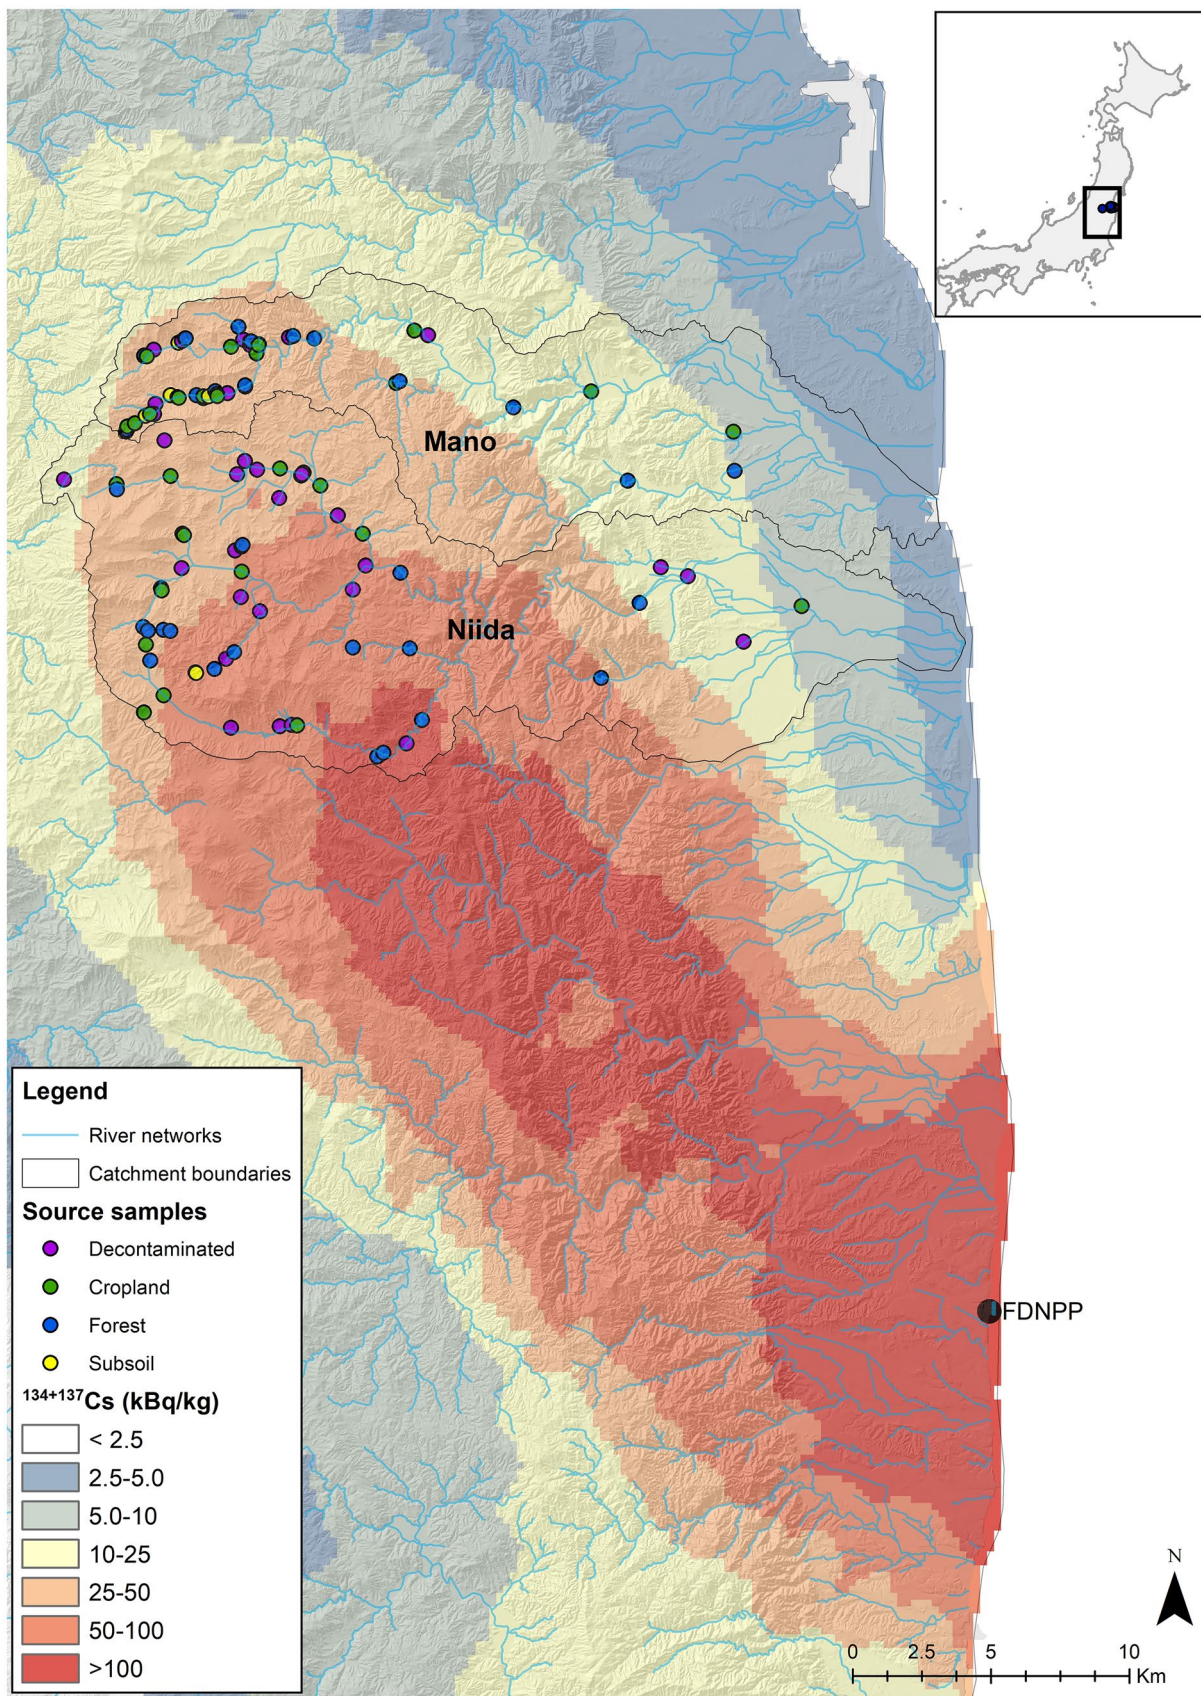 Mano
Niida
FDNPP
Legend
River networks
Catchment boundaries
Source samples
Decontaminated
Cropland
Forest
Subsoil
¹³⁴⁺¹³⁷Cs (kBq/kg)
< 2.5
2.5-5.0
5.0-10
10-25
25-50
50-100
>100
N
0 2.5 5 10
Km